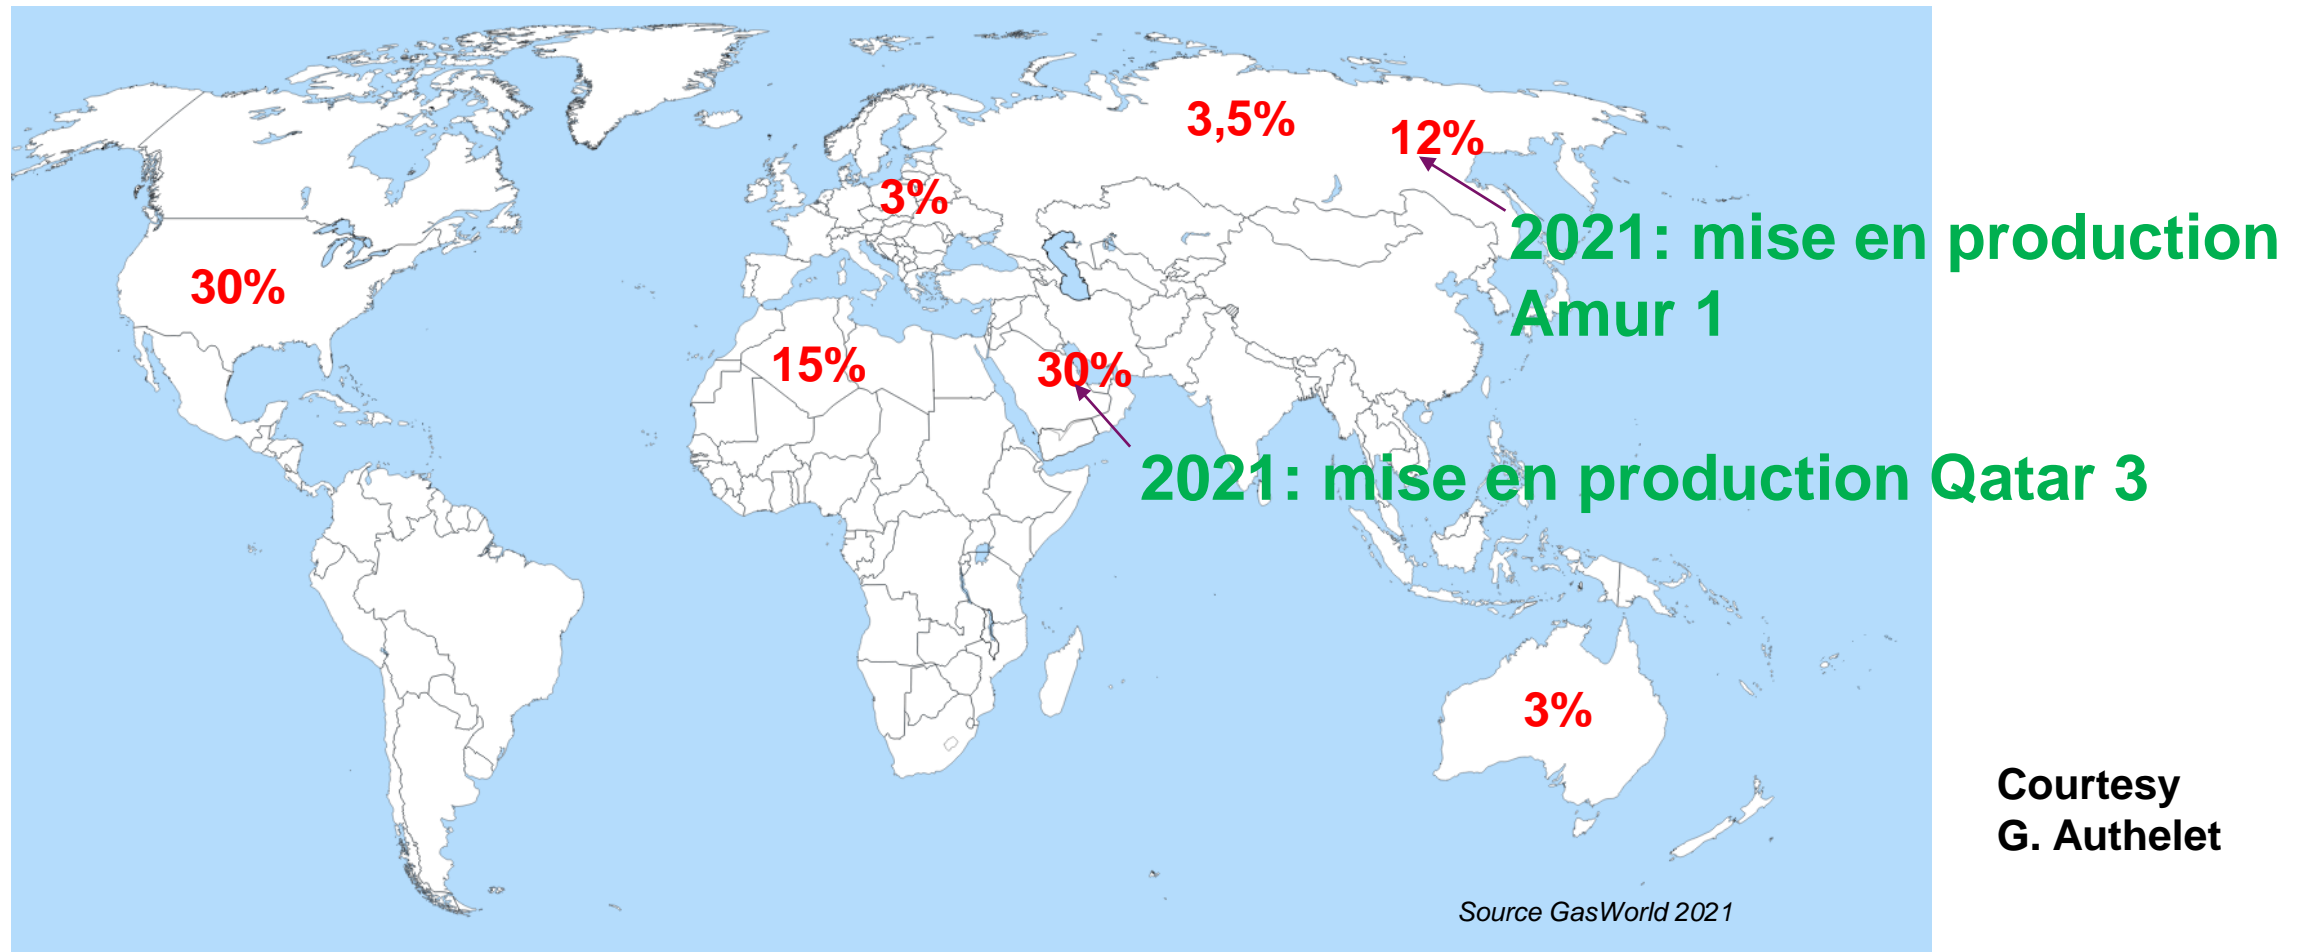 3,5%
12%
3%
2021: mise en production
Amur 1
30%
15%
30%
2021: mise en production Qatar 3
3%
Courtesy
G. Authelet
Source GasWorld 2021